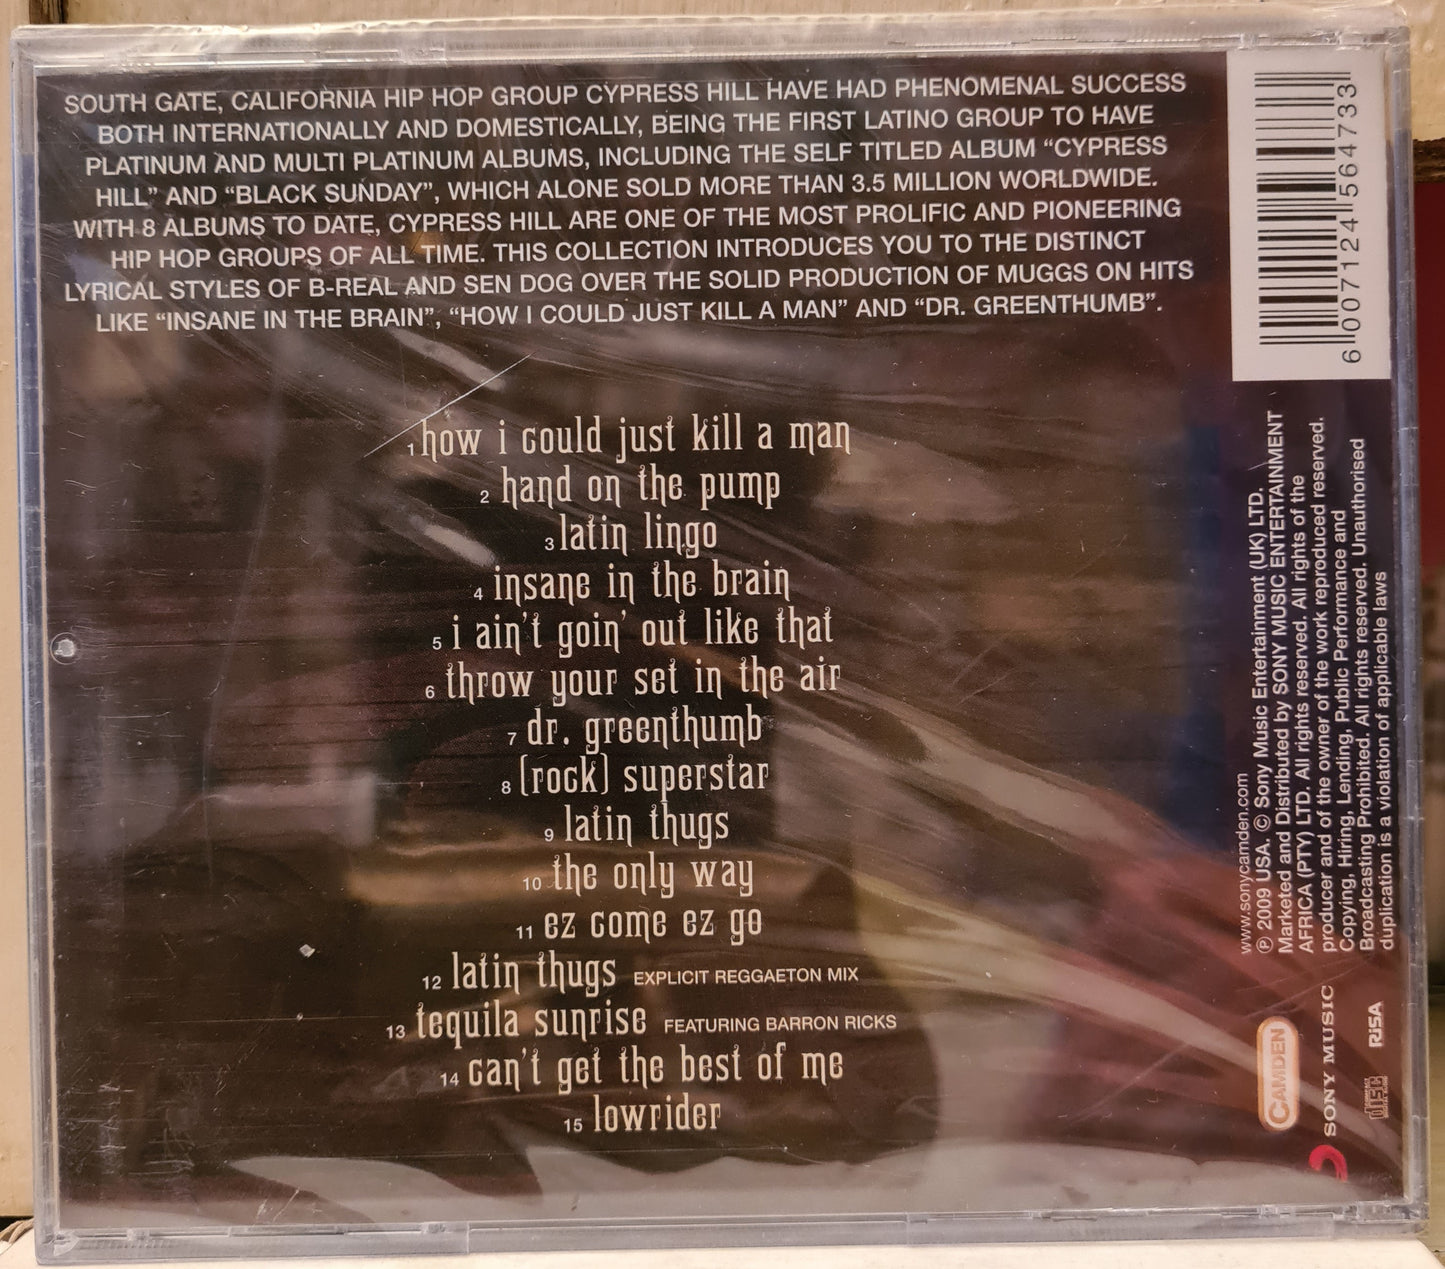 SOUTH GATE, CALIFORNIA HIP HOP GROUP CYPRESS HILL HAVE HAD PHENOMENAL SUCCESS
BOTH INTERNATIONALLY AND DOMESTICALLY, BEING THE FIRST LATINO GROUP TO HAVE
PLATINUM AND MULTI PLATINUM ALBUMS, INCLUDING THE SELF TITLED ALBUM “CYPRESS
HILL” AND “BLACK SUNDAY”, WHICH ALONE SOLD MORE THAN 3.5 MILLION WORLDWIDE.
WITH 8 ALBUMS TO DATE, CYPRESS HILL ARE ONE OF THE MOST PROLIFIC AND PIONEERING
HIP HOP GROUPS OF ALL TIME. THIS COLLECTION INTRODUCES YOU TO THE DISTINCT
LYRICAL STYLES OF B-REAL AND SEN DOG OVER THE SOLID PRODUCTION OF MUGGS ON HITS
LIKE “INSANE IN THE BRAIN”, “HOW I COULD JUST KILL A MAN” AND “DR. GREENTHUMB”.
1 how i could just kill a man
2 hand on the pump
3 latin lingo
4 insane in the brain
5 i ain't goin' out like that
6 throw your set in the air
7 dr. greenthumb
8 (rock) superstar
9 latin thugs
10 the only way
11 ez come ez go
12 latin thugs EXPLICIT REGGAETON MIX
13 tequila sunrise FEATURING BARRON RICKS
14 can't get the best of me
15 lowrider
6 007124 564733
www.sonycamden.com
℗ 2009 USA. © Sony Music Entertainment (UK) LTD.
Marketed and Distributed by SONY MUSIC ENTERTAINMENT
AFRICA (PTY) LTD. All rights reserved. All rights of the
producer and of the owner of the work reproduced reserved.
Copying, Hiring, Lending, Public Performance and
Broadcasting Prohibited. All rights reserved. Unauthorised
duplication is a violation of applicable laws
CAMDEN
SONY MUSIC
RiSA
COMPACT
disc